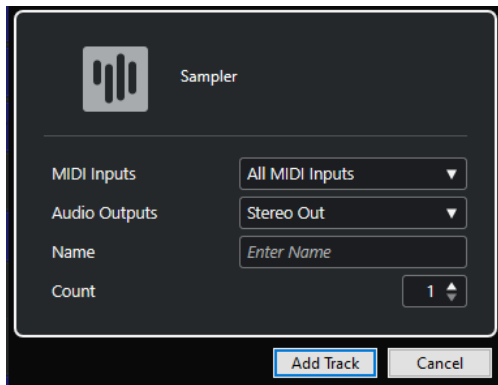 Sampler
MIDI Inputs All MIDI Inputs
Audio Outputs Stereo Out
Name Enter Name
Count 1
Add Track Cancel